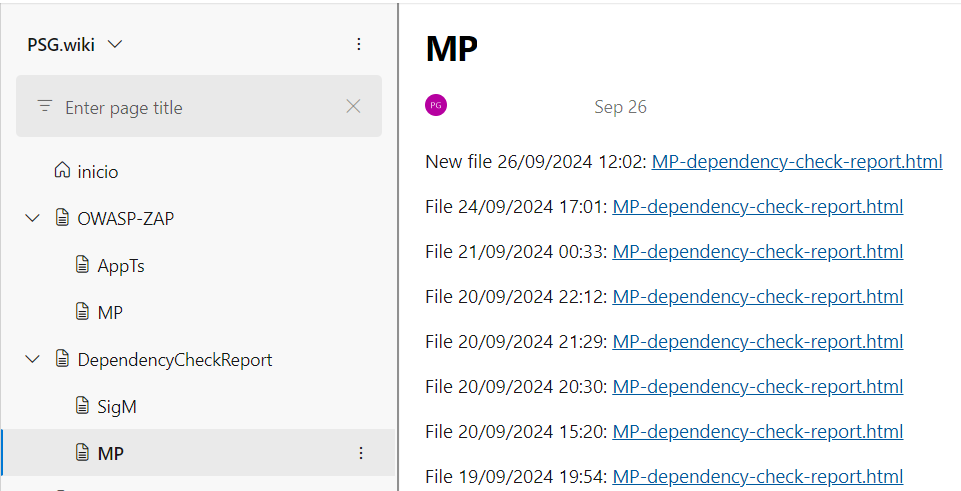 PSG.wiki
Enter page title
inicio
OWASP-ZAP
AppTs
MP
DependencyCheckReport
SigM
MP
MP
PG
Sep 26
New file 26/09/2024 12:02: MP-dependency-check-report.html
File 24/09/2024 17:01: MP-dependency-check-report.html
File 21/09/2024 00:33: MP-dependency-check-report.html
File 20/09/2024 22:12: MP-dependency-check-report.html
File 20/09/2024 21:29: MP-dependency-check-report.html
File 20/09/2024 20:30: MP-dependency-check-report.html
File 20/09/2024 15:20: MP-dependency-check-report.html
File 19/09/2024 19:54: MP-dependency-check-report.html